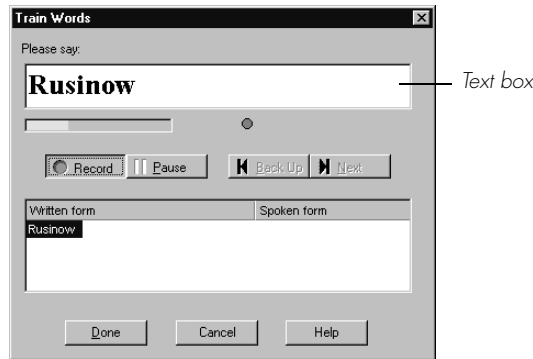 Train Words
Please say:
Rusinow
Text box
Record Pause Back Up Next
Written form Spoken form
Rusinow
Done Cancel Help